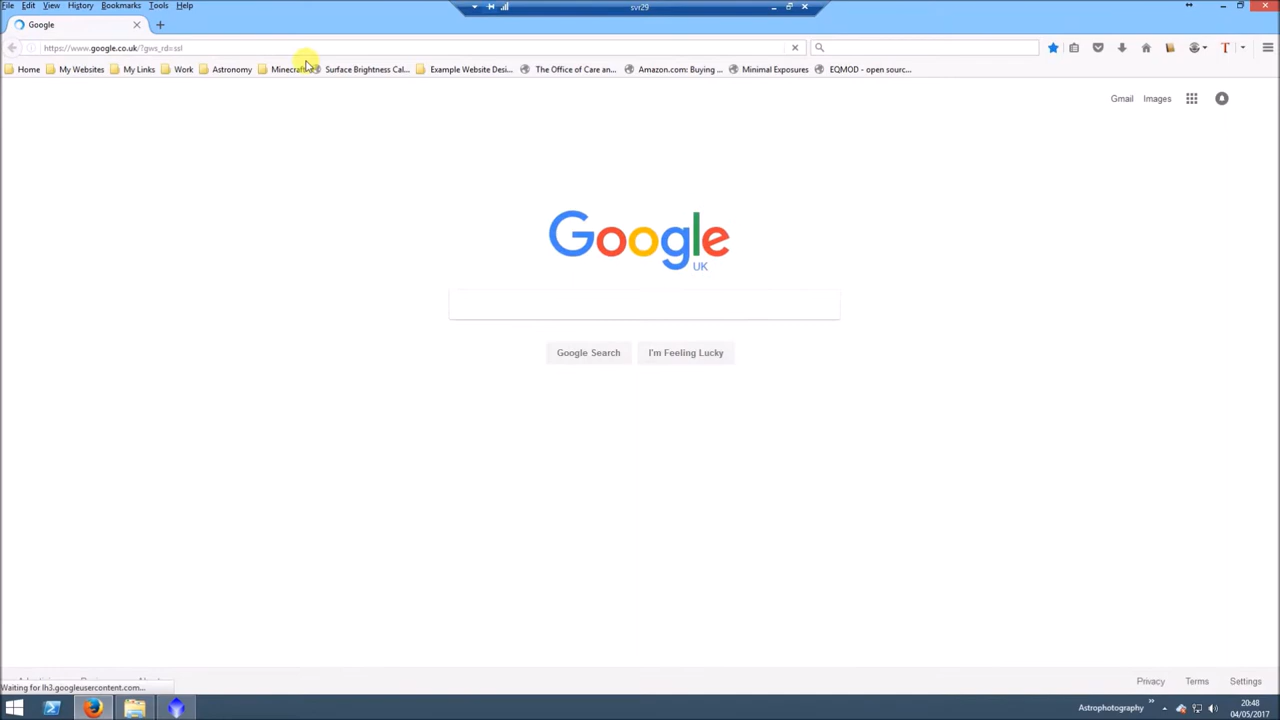 svr29
File Edit View History Bookmarks Tools Help
Google
https://www.google.co.uk/?gws_rd=ssl
Home My Websites My Links Work Astronomy Minecraft Surface Brightness Cal... Example Website Desi... The Office of Care an... Amazon.com: Buying ... Minimal Exposures EQMOD - open sourc...
Gmail Images
Google
UK
Google Search I'm Feeling Lucky
Privacy Terms Settings
Waiting for lh3.googleusercontent.com...
Astrophotography
20:48
04/05/2017